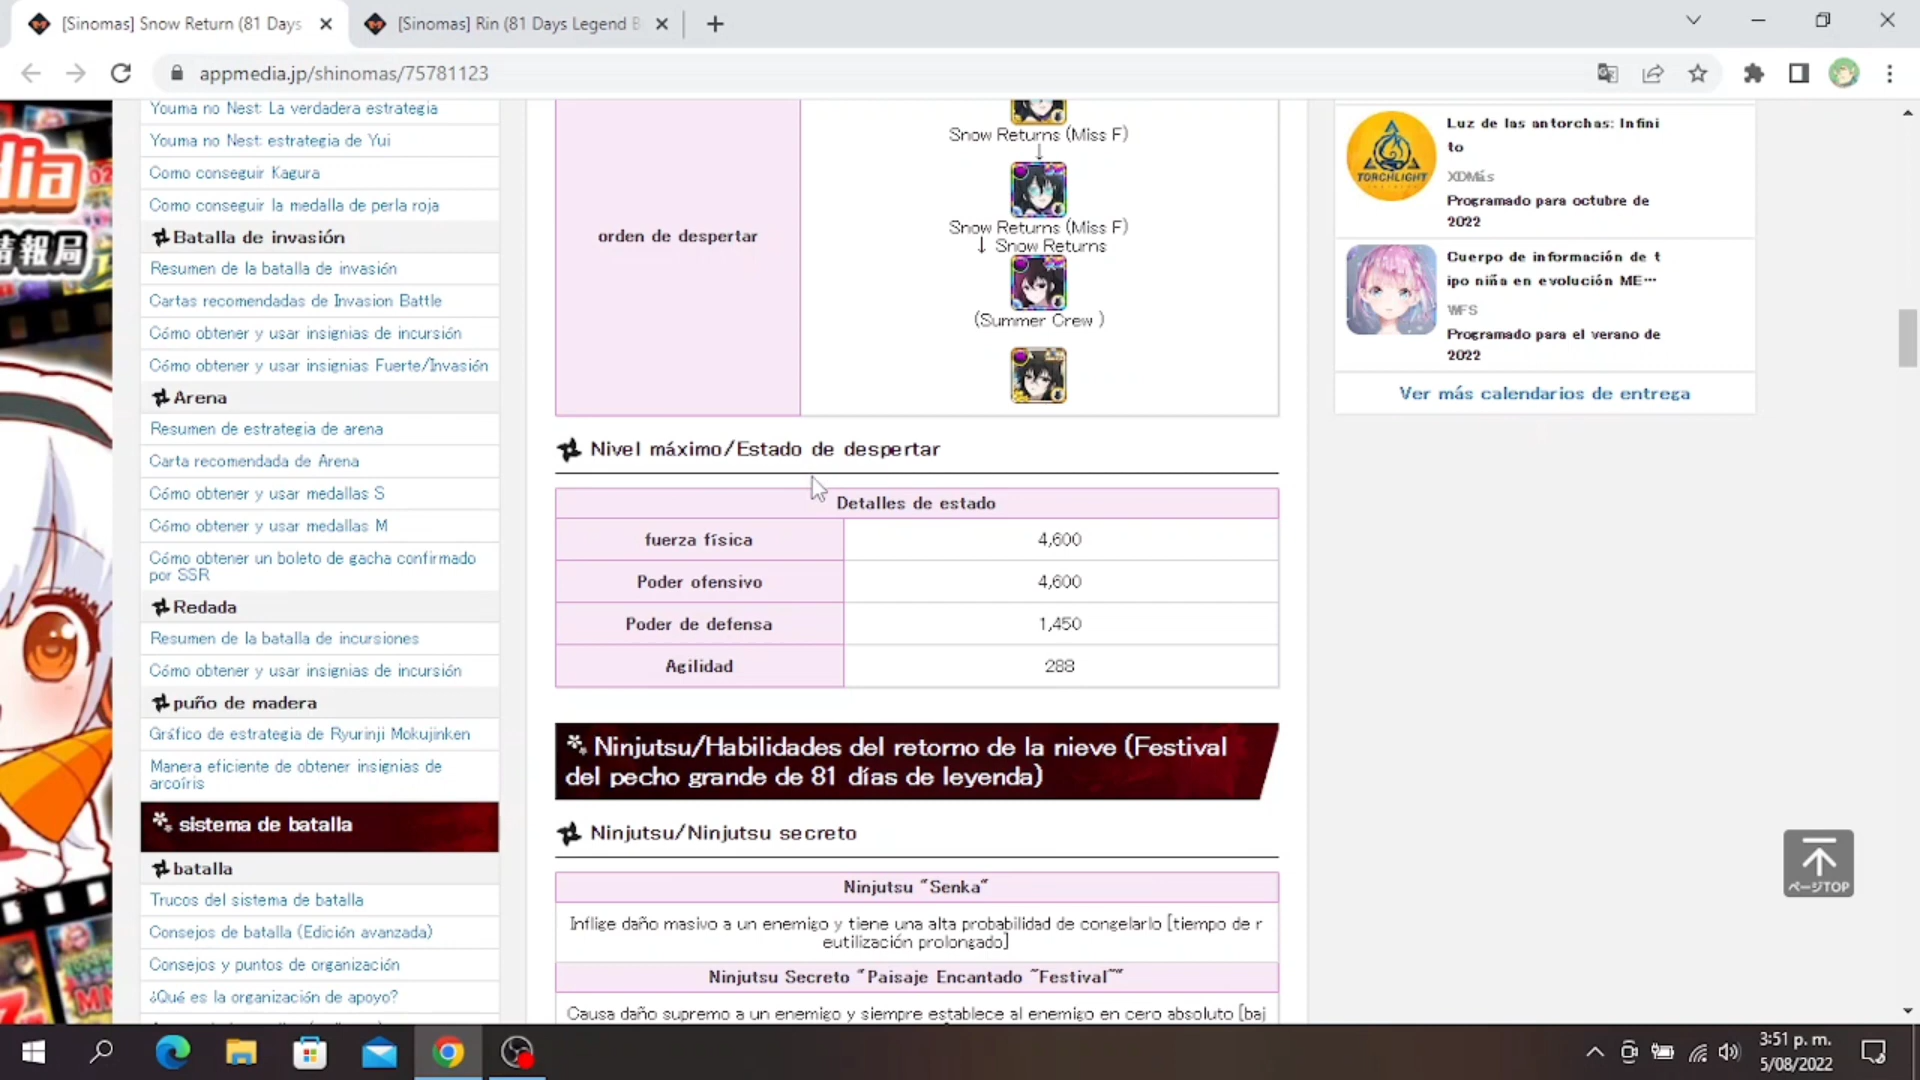 [Sinomas] Snow Return (81 Days
[Sinomas] Rin (81 Days Legend B
appmedia.jp/shinomas/75781123
dia
情報局
Youma no Nest: La verdadera estrategia
Youma no Nest: estrategia de Yui
Como conseguir Kagura
Como conseguir la medalla de perla roja
Batalla de invasión
Resumen de la batalla de invasión
Cartas recomendadas de Invasion Battle
Cómo obtener y usar insignias de incursión
Cómo obtener y usar insignias Fuerte/Invasión
Arena
Resumen de estrategia de arena
Carta recomendada de Arena
Cómo obtener y usar medallas S
Cómo obtener y usar medallas M
Cómo obtener un boleto de gacha confirmado
por SSR
Redada
Resumen de la batalla de incursiones
Cómo obtener y usar insignias de incursión
puño de madera
Gráfico de estrategia de Ryurinji Mokujinken
Manera eficiente de obtener insignias de
arcoíris
sistema de batalla
batalla
Trucos del sistema de batalla
Consejos de batalla (Edición avanzada)
Consejos y puntos de organización
¿Qué es la organización de apoyo?
orden de despertar
Snow Returns (Miss F)
↓
Snow Returns (Miss F)
↓ Snow Returns
(Summer Crew )
Nivel máximo/Estado de despertar
Detalles de estado
fuerza física 4,600
Poder ofensivo 4,600
Poder de defensa 1,450
Agilidad 288
Ninjutsu/Habilidades del retorno de la nieve (Festival
del pecho grande de 81 días de leyenda)
Ninjutsu/Ninjutsu secreto
Ninjutsu "Senka"
Inflige daño masivo a un enemigo y tiene una alta probabilidad de congelarlo [tiempo de r
eutilización prolongado]
Ninjutsu Secreto "Paisaje Encantado "Festival""
Causa daño supremo a un enemigo y siempre establece al enemigo en cero absoluto [baj
TORCHLIGHT
Luz de las antorchas: Infini
to
XDMás
Programado para octubre de
2022
Cuerpo de información de t
ipo niña en evolución ME…
WFS
Programado para el verano de
2022
Ver más calendarios de entrega
ページTOP
3:51 p. m.
5/08/2022